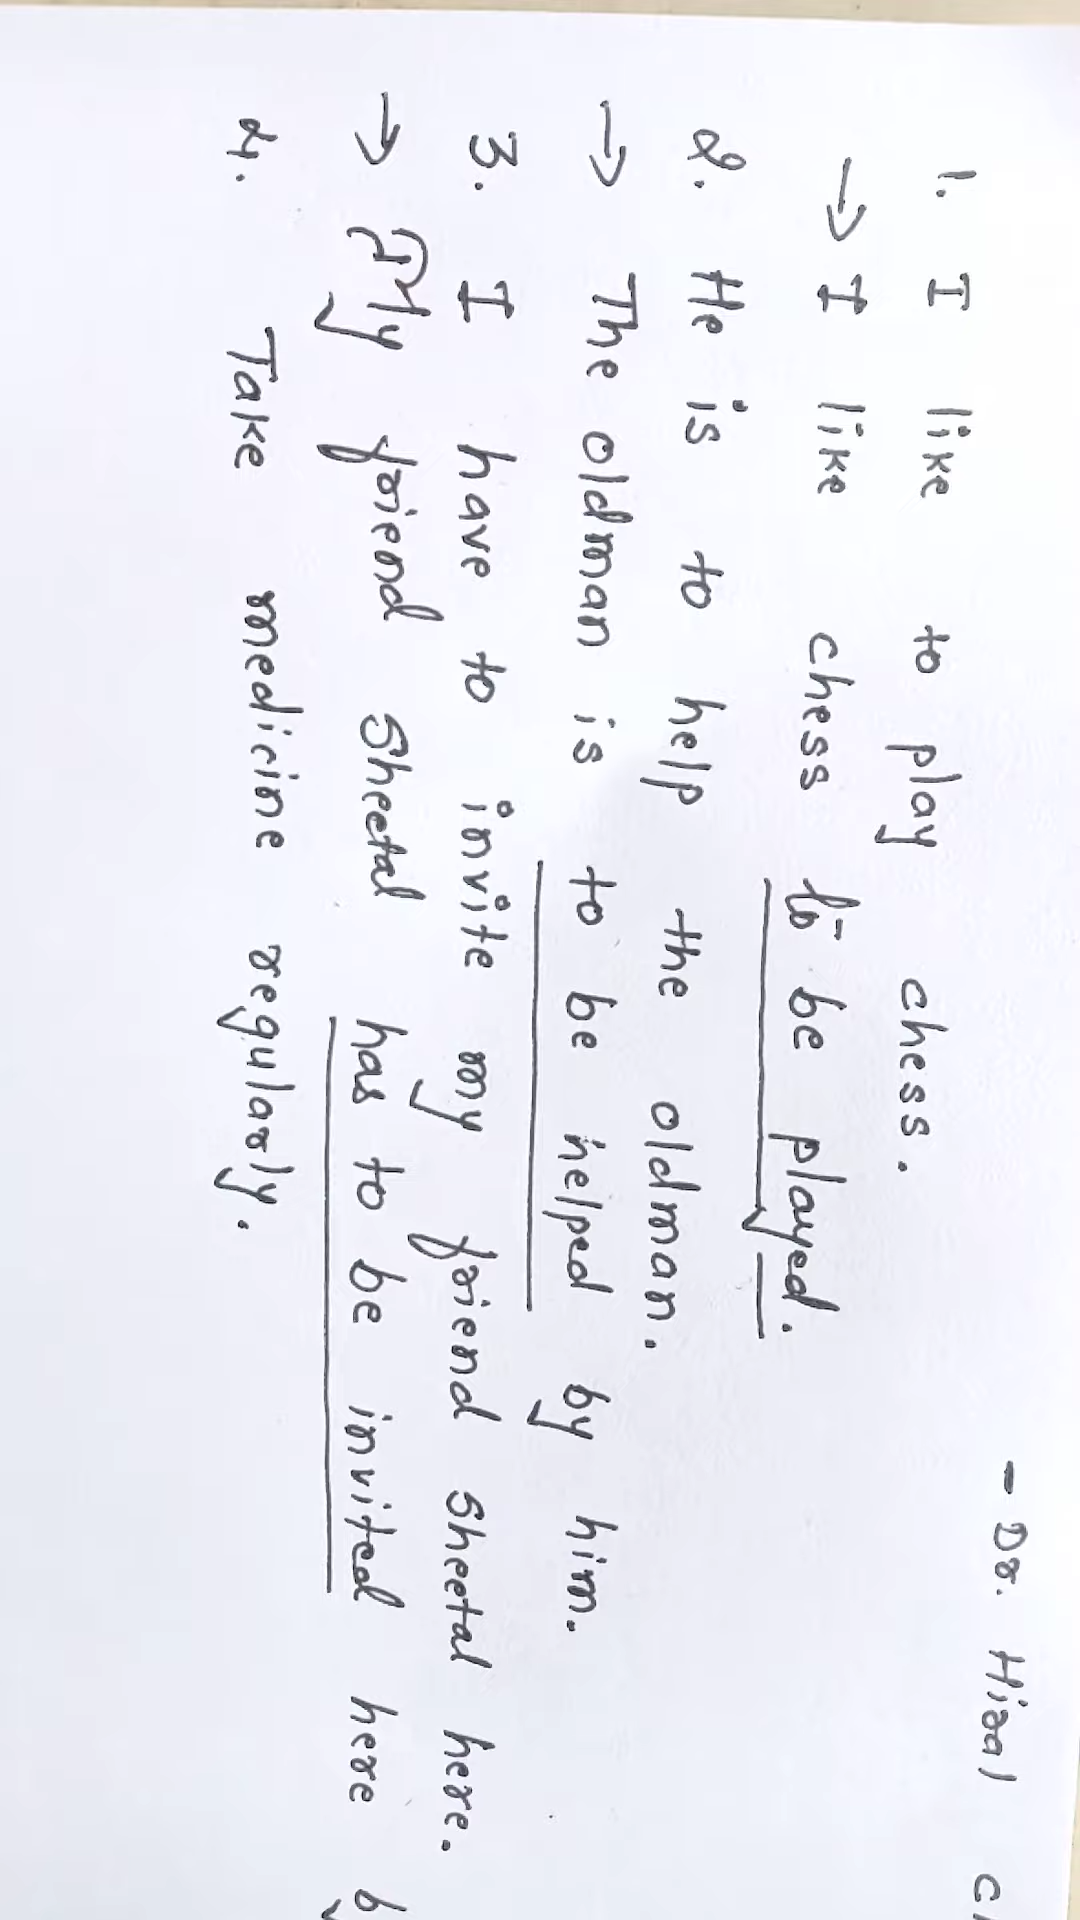 - Dr. Hiral
1. I like to play chess.
→ I like chess to be played.
2. He is to help the oldman.
→ The oldman is to be helped by him.
3. I have to invite my friend Sheetal here.
→ My friend Sheetal has to be invited here
4. Take medicine regularly.